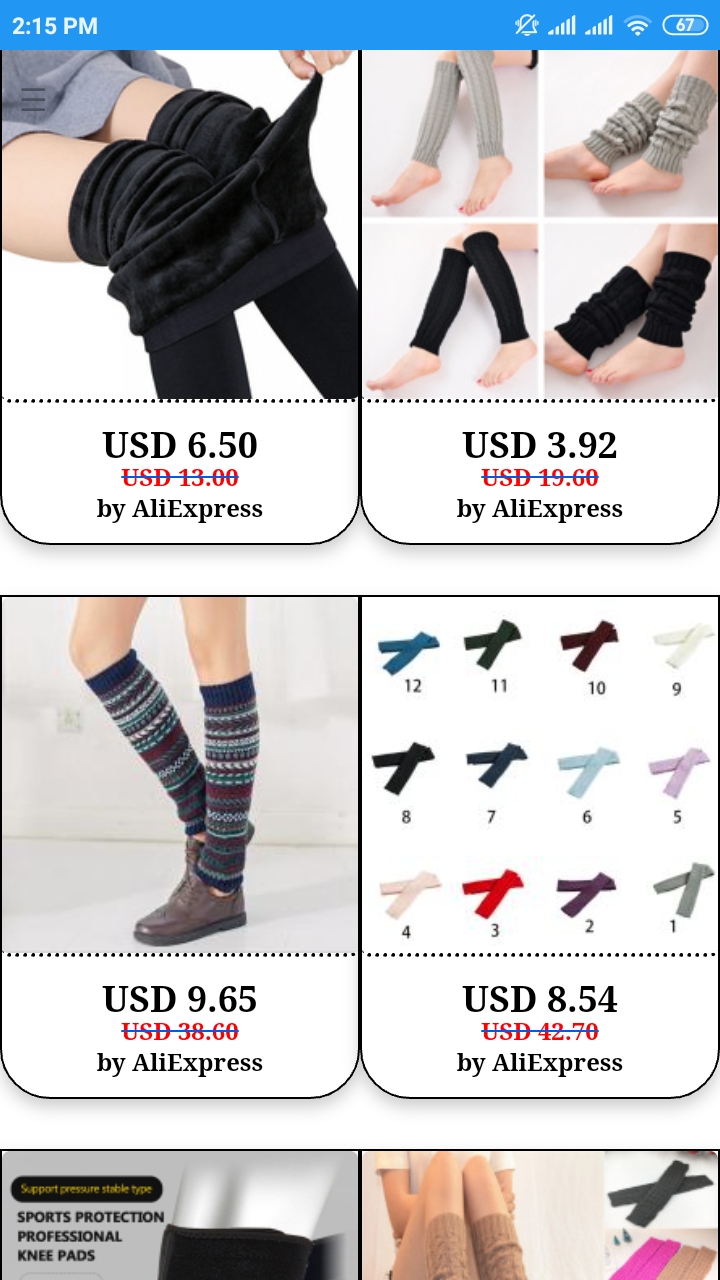 2:15 PM
67
USD 6.50
USD 13.00
by AliExpress
USD 3.92
USD 19.60
by AliExpress
USD 9.65
USD 38.60
by AliExpress
12 11 10 9
8 7 6 5
4 3 2 1
USD 8.54
USD 42.70
by AliExpress
Support pressure stable type
SPORTS PROTECTION
PROFESSIONAL
KNEE PADS